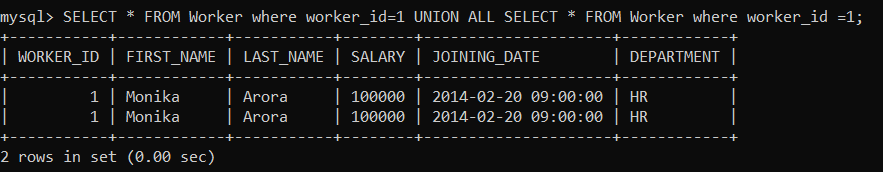 mysql> SELECT * FROM Worker where worker_id=1 UNION ALL SELECT * FROM Worker where worker_id =1;
+-----------+------------+-----------+--------+---------------------+------------+
| WORKER_ID | FIRST_NAME | LAST_NAME | SALARY | JOINING_DATE        | DEPARTMENT |
+-----------+------------+-----------+--------+---------------------+------------+
|         1 | Monika     | Arora     | 100000 | 2014-02-20 09:00:00 | HR         |
|         1 | Monika     | Arora     | 100000 | 2014-02-20 09:00:00 | HR         |
+-----------+------------+-----------+--------+---------------------+------------+
2 rows in set (0.00 sec)